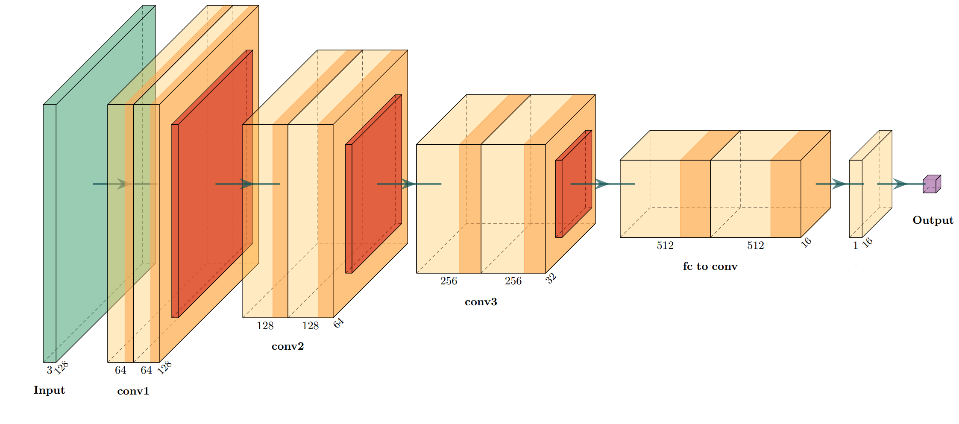 3 128
Input
64 64 128
conv1
128 128 64
conv2
256 256 32
conv3
512 512 16
fc to conv
1 16
Output